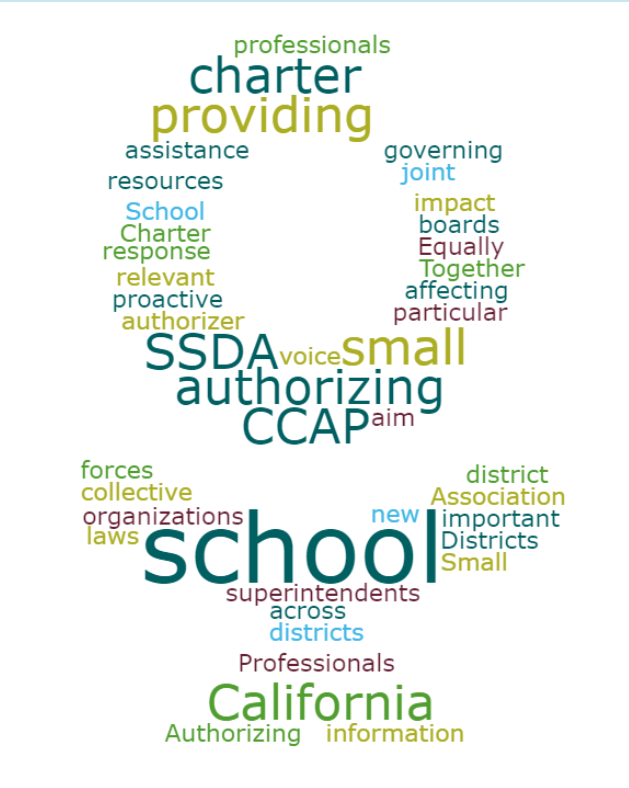 professionals
charter
providing
assistance governing
resources joint
School impact
Charter boards
response Equally
relevant Together
proactive affecting
authorizer particular
SSDA voice small
authorizing
CCAP aim
forces district
collective Association
organizations new important
laws school Districts
Small
superintendents
across
districts
Professionals
California
Authorizing information